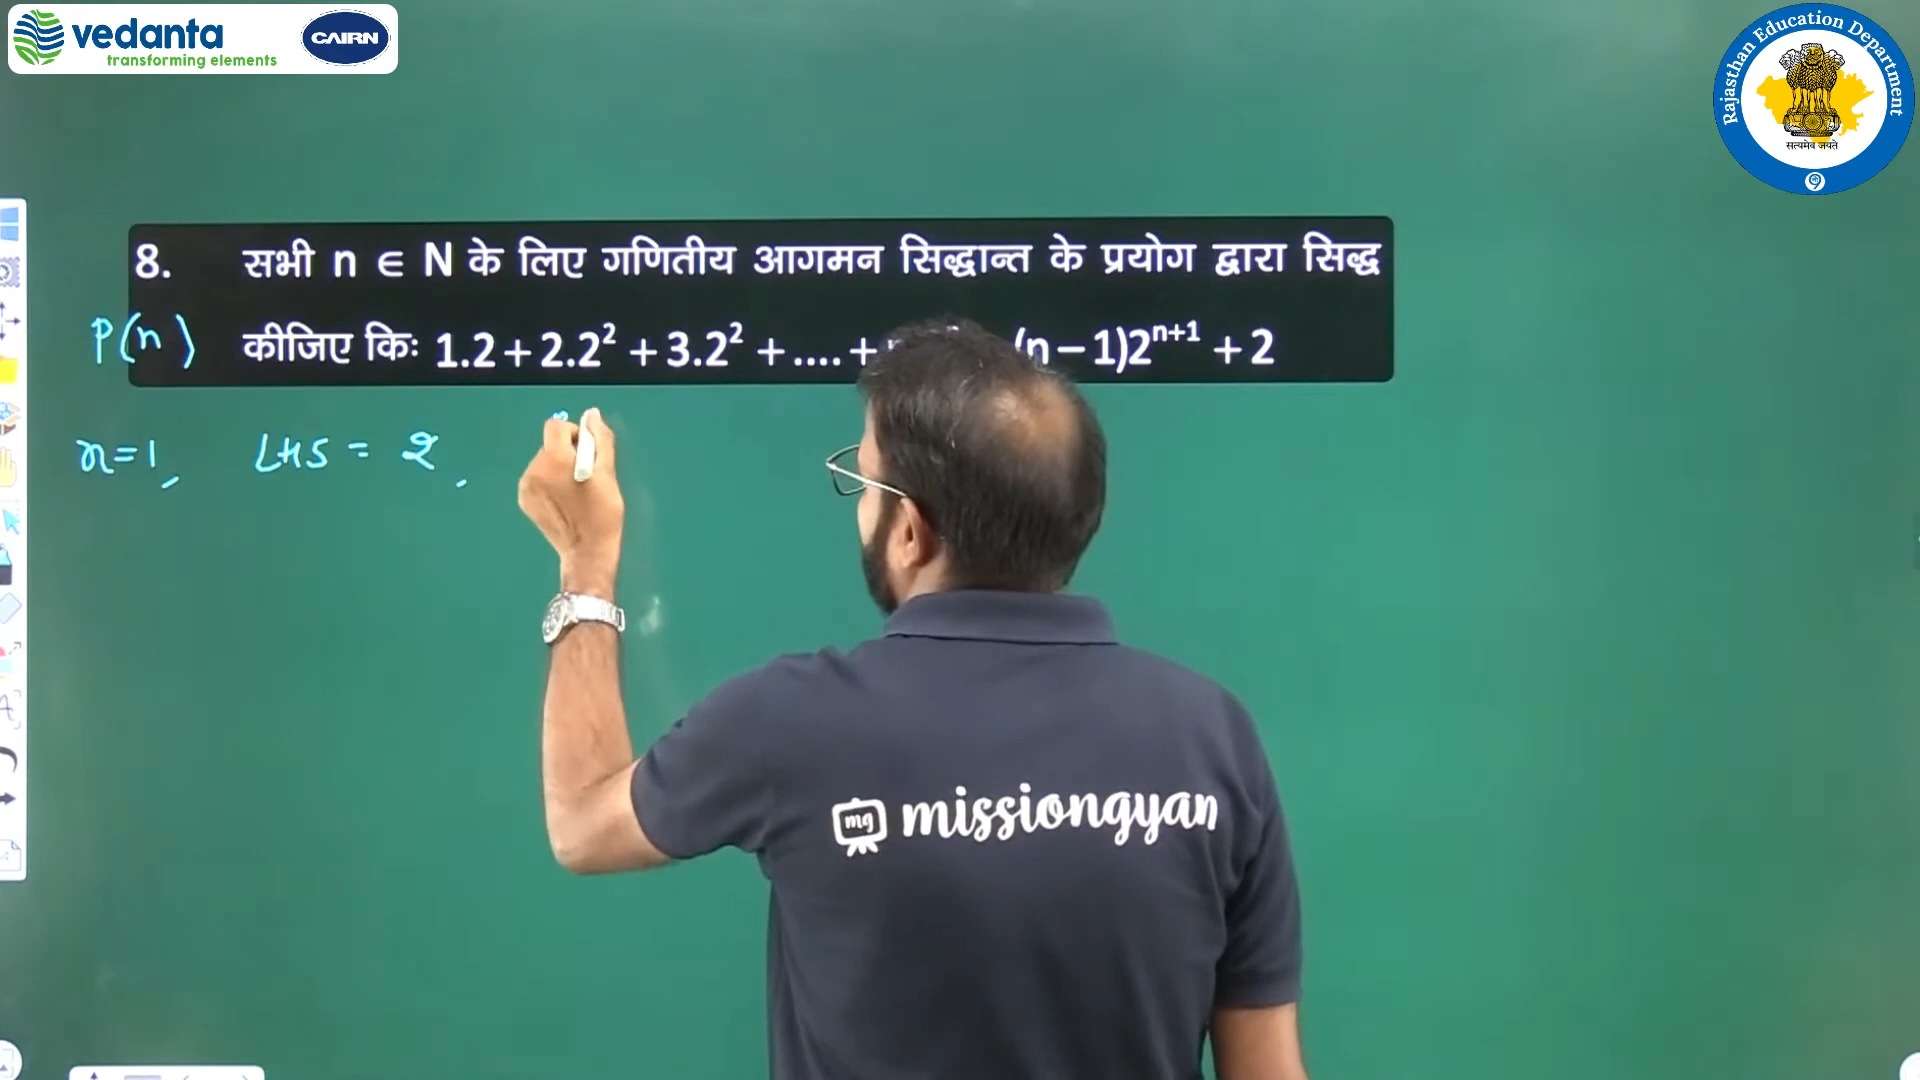 vedanta
transforming elements
CAIRN
Rajasthan Education Department
सत्यमेव जयते
8. सभी n ∈ N के लिए गणितीय आगमन सिद्धान्त के प्रयोग द्वारा सिद्ध
P(n) कीजिए किः 1.2+2.2²+3.2²+....+ (n−1)2ⁿ⁺¹+2
n=1, LHS = 2,
mg missiongyan